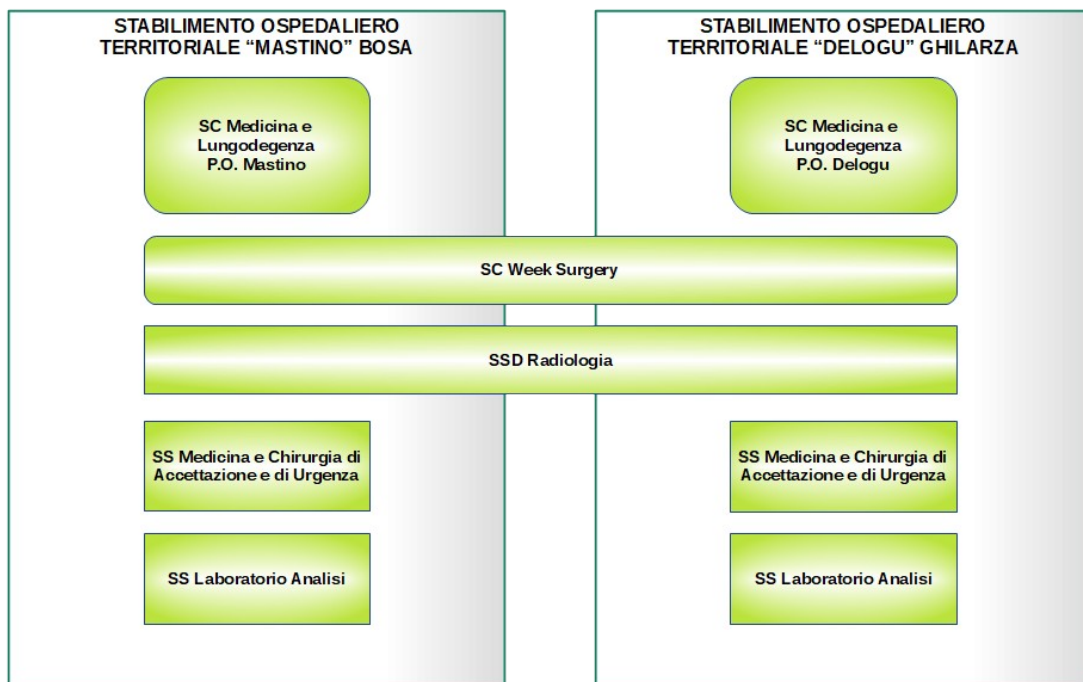 STABILIMENTO OSPEDALIERO
TERRITORIALE “MASTINO” BOSA
SC Medicina e
Lungodegenza
P.O. Mastino
STABILIMENTO OSPEDALIERO
TERRITORIALE “DELOGU” GHILARZA
SC Medicina e
Lungodegenza
P.O. Delogu
SC Week Surgery
SSD Radiologia
SS Medicina e Chirurgia di
Accettazione e di Urgenza
SS Medicina e Chirurgia di
Accettazione e di Urgenza
SS Laboratorio Analisi
SS Laboratorio Analisi